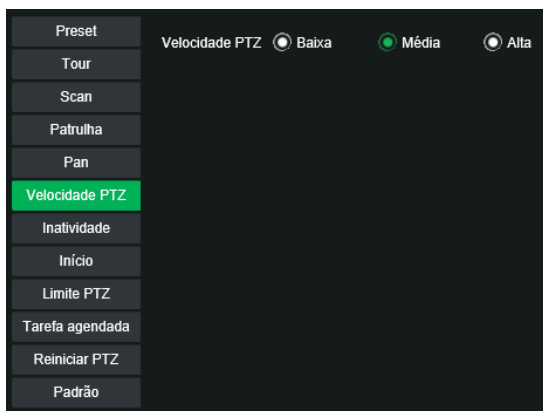 Preset
Tour
Scan
Patrulha
Pan
Velocidade PTZ
Inatividade
Início
Limite PTZ
Tarefa agendada
Reiniciar PTZ
Padrão
Velocidade PTZ Baixa Média Alta